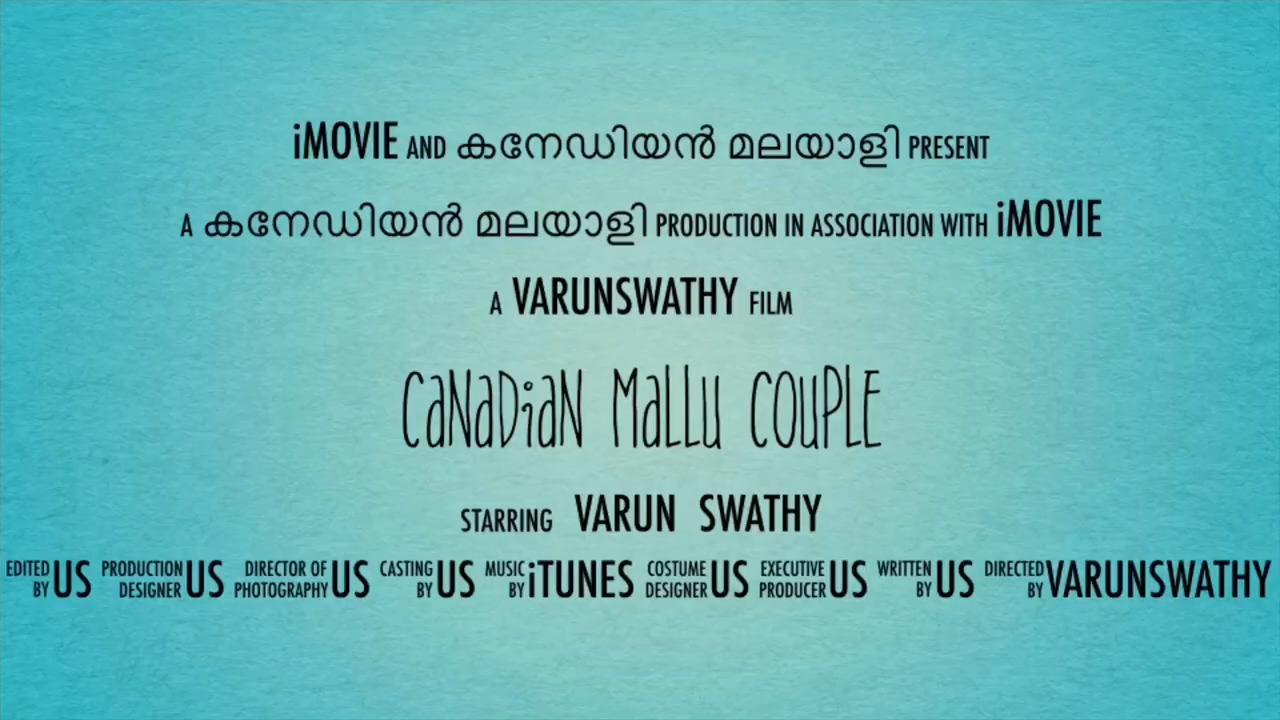 iMOVIE AND കനേഡിയൻ മലയാളി PRESENT
A കനേഡിയൻ മലയാളി PRODUCTION IN ASSOCIATION WITH iMOVIE
A VARUNSWATHY FILM
CaNaDiaN MaLLu COuPLE
STARRING VARUN SWATHY
EDITED BY US PRODUCTION DESIGNER US DIRECTOR OF PHOTOGRAPHY US CASTING BY US MUSIC BY iTUNES COSTUME DESIGNER US EXECUTIVE PRODUCER US WRITTEN BY US DIRECTED BY VARUNSWATHY